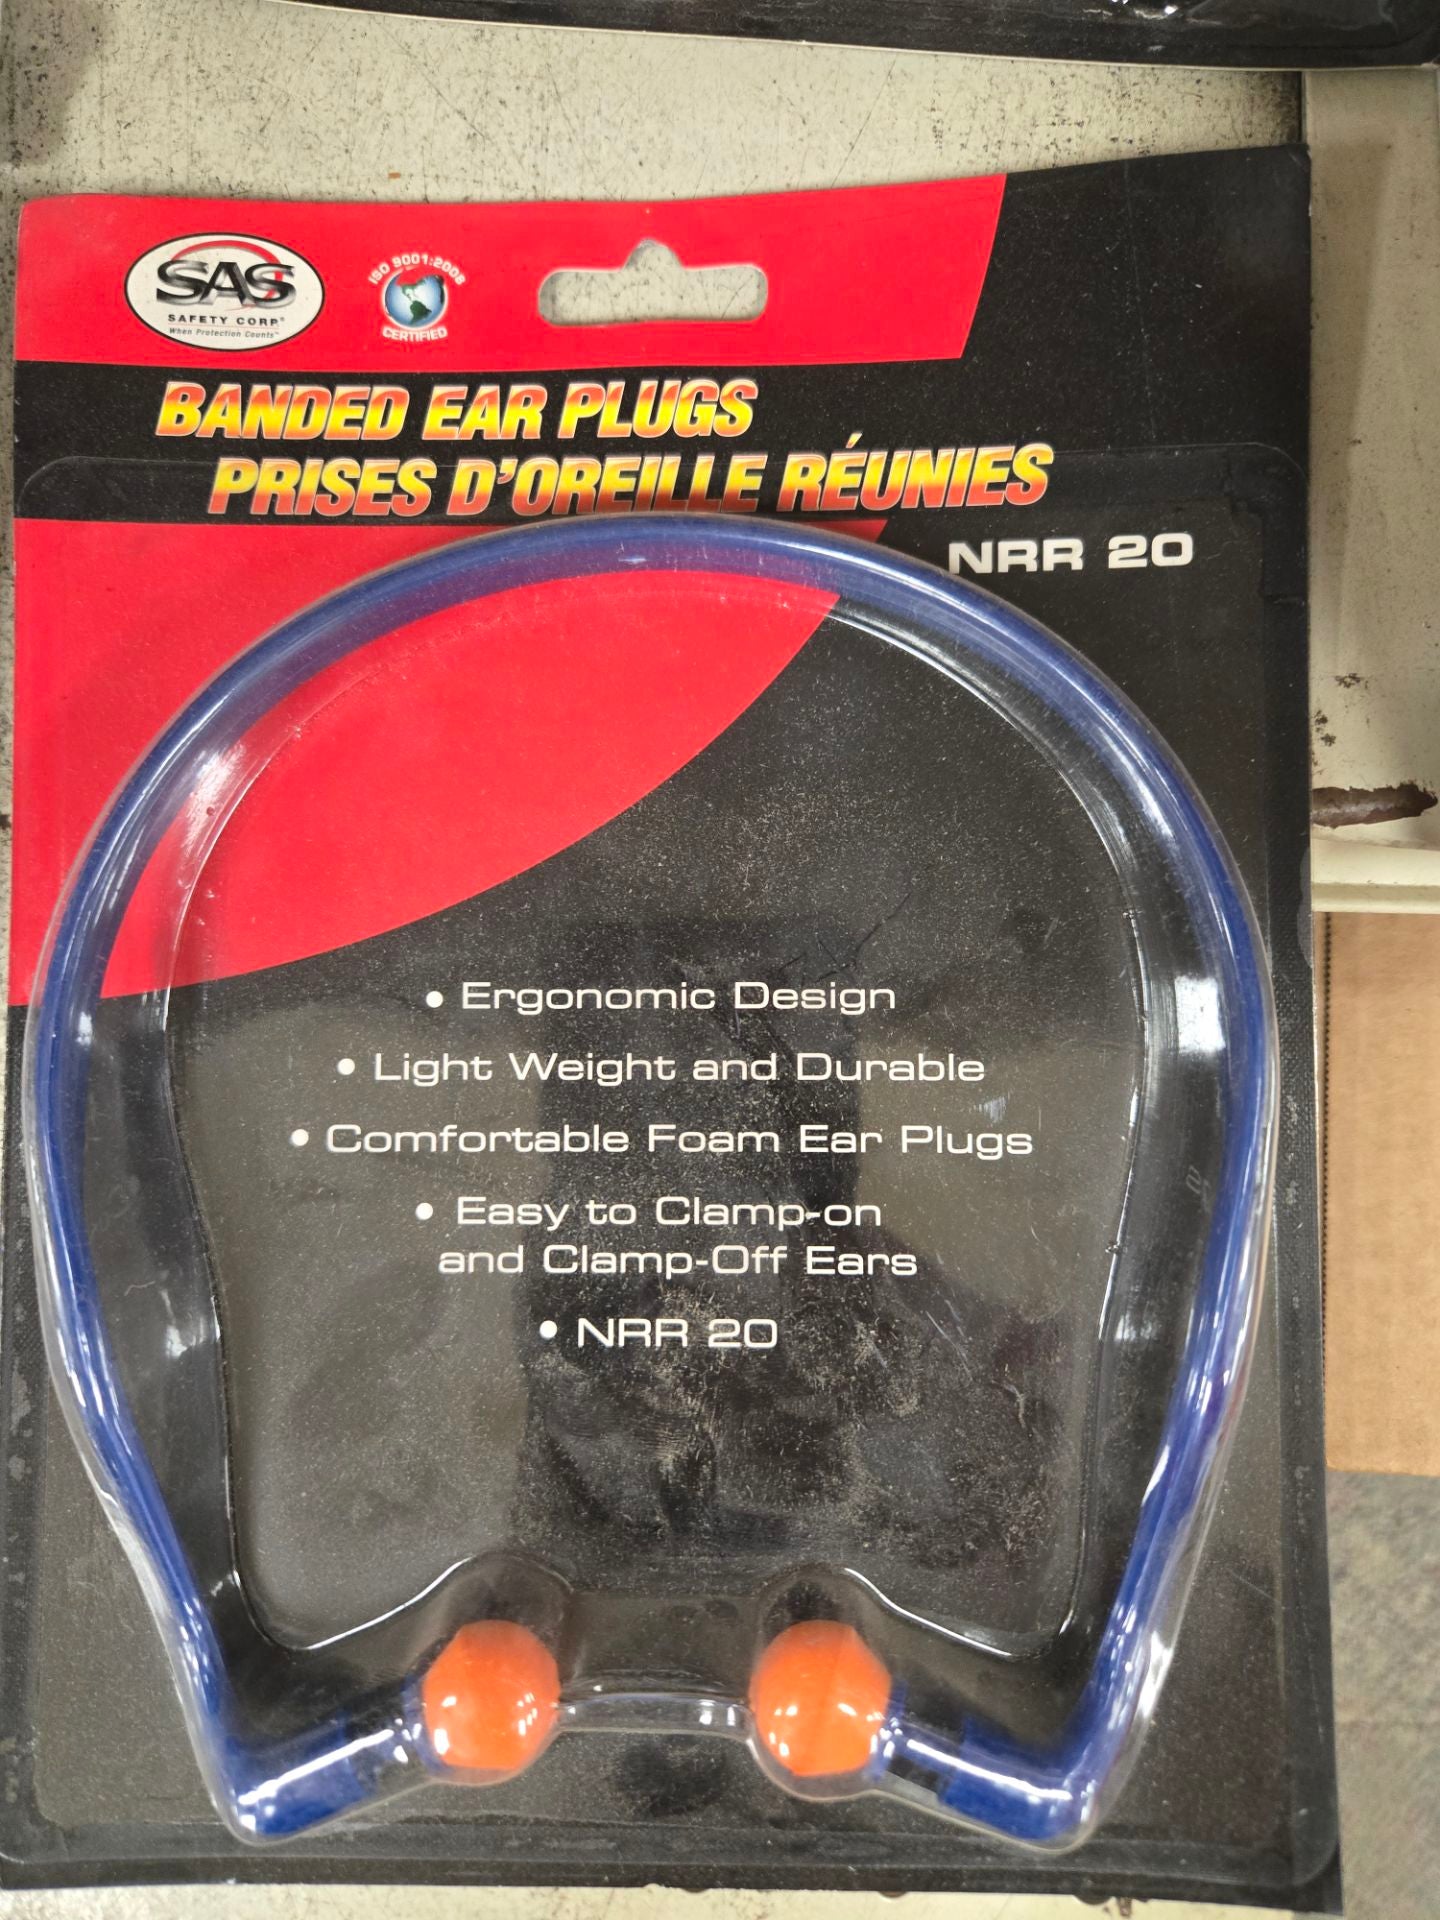 SAS
SAFETY CORP.®
When Protection Counts™
ISO 9001:2008
CERTIFIED
BANDED EAR PLUGS
PRISES D'OREILLE RÉUNIES
NRR 20
• Ergonomic Design
• Light Weight and Durable
• Comfortable Foam Ear Plugs
• Easy to Clamp-on
and Clamp-Off Ears
• NRR 20